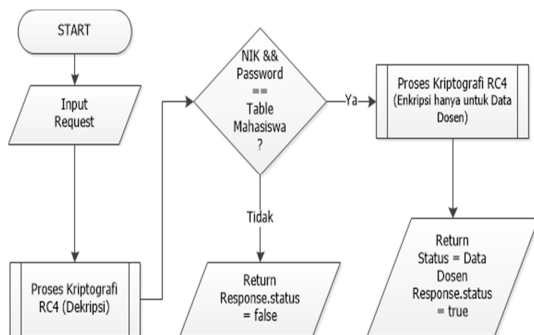 START
Input
Request
Proses Kriptografi
RC4 (Dekripsi)
NIK &&
Password
==
Table
Mahasiswa
?
Ya
Tidak
Proses Kriptografi RC4
(Enkripsi hanya untuk Data
Dosen)
Return
Response.status
= false
Return
Status = Data
Dosen
Response.status
= true